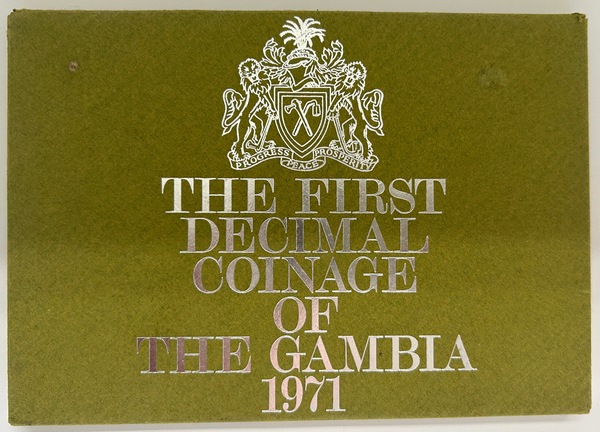 PROGRESS PEACE PROSPERITY
THE FIRST
DECIMAL
COINAGE
OF
THE GAMBIA
1971